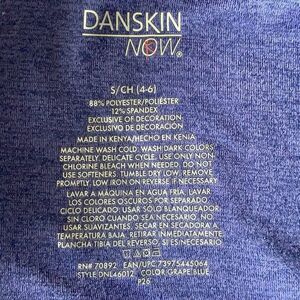 DANSKIN
NOW®
S/CH (4-6)
88% POLYESTER/POLIÉSTER
12% SPANDEX
EXCLUSIVE OF DECORATION
EXCLUSIVO DE DECORACIÓN
MADE IN KENYA/HECHO EN KENIA
MACHINE WASH COLD: WASH DARK COLORS
SEPARATELY, DELICATE CYCLE. USE ONLY NON-
CHLORINE BLEACH WHEN NEEDED. DO NOT
USE SOFTENERS. TUMBLE DRY LOW, REMOVE
PROMPTLY, LOW IRON ON REVERSE IF NECESSARY.
LAVAR A MÁQUINA EN AGUA FRÍA. LAVAR
LOS COLORES OSCUROS POR SEPARADO,
CICLO DELICADO; USAR SOLO BLANQUEADOR
SIN CLORO CUANDO SEA NECESARIO. NO
USAR SUAVIZANTES. SECAR EN SECADORA A
TEMPERATURA BAJA. RETIRAR INMEDIATAMENTE.
PLANCHA TIBIA DEL REVERSO, SI ES NECESARIO
RN# 70892 EAN/UPC 73975445064
STYLE DNL46012 COLOR GRAPE BLUE
P26